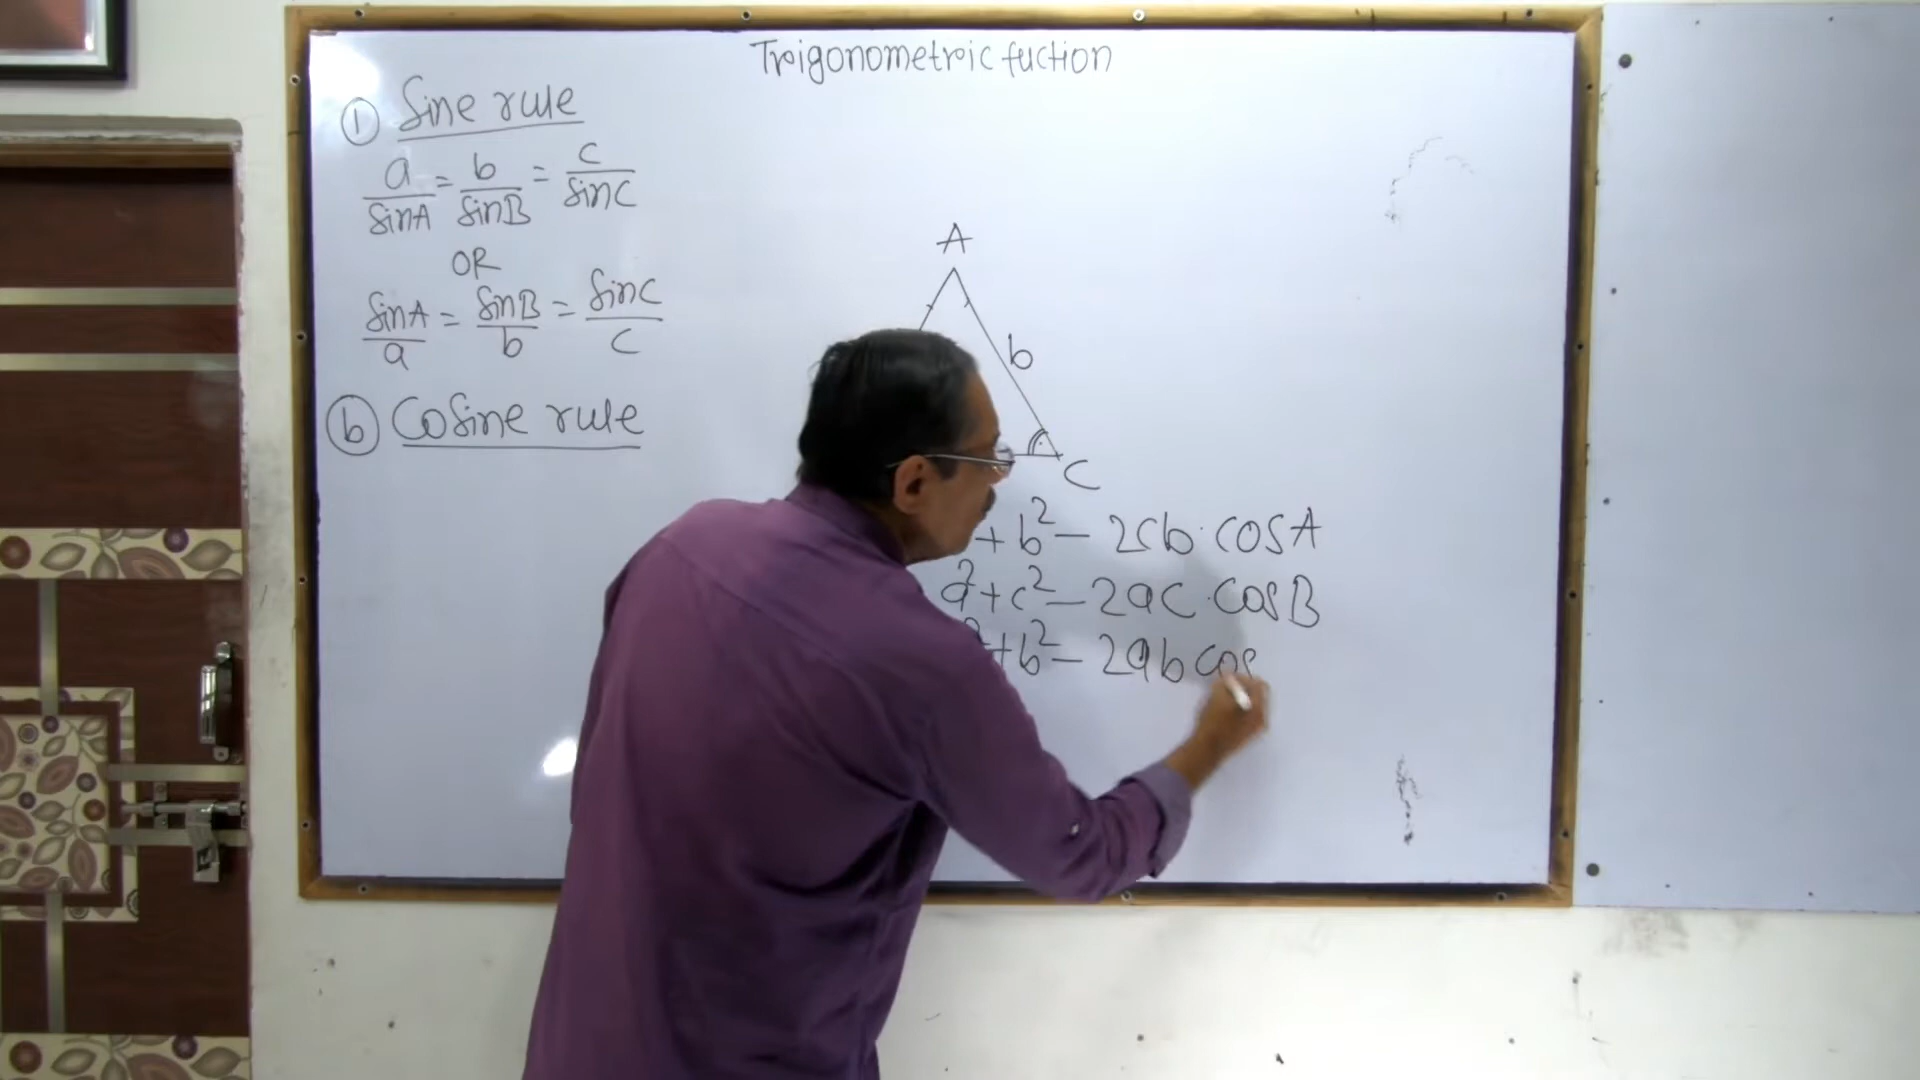 Trigonometric fuction
① Sine rule
a/sinA = b/sinB = c/sinC
OR
sinA/a = sinB/b = sinC/c
ⓑ Cosine rule
A
b
C
+ b² − 2cb · cosA
a² + c² − 2ac · cosB
+ b² − 2ab cos